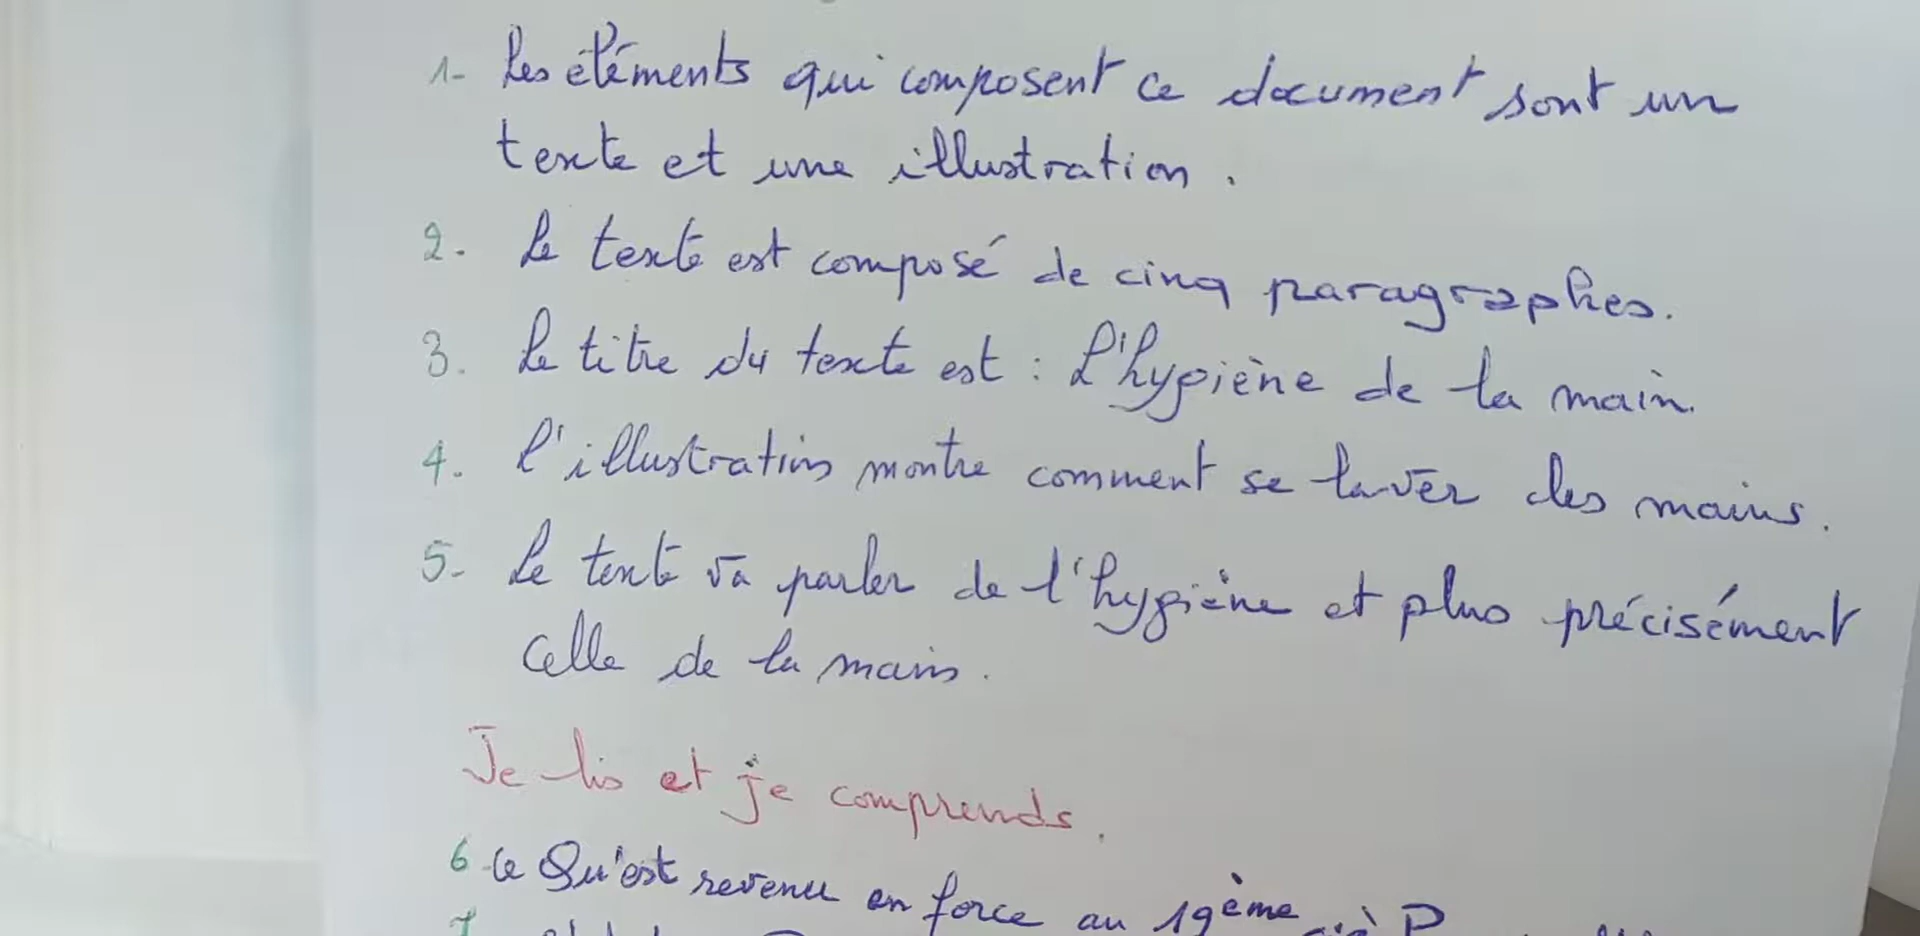 1- Les éléments qui composent ce document sont un
texte et une illustration.
2. Le texte est composé de cinq paragraphes.
3. Le titre du texte est : L'hygiène de la main.
4. L'illustration montre comment se laver les mains.
5- Le texte va parler de l'hygiène et plus précisément
celle de la main.
Je lis et je comprends.
6 Ce Qu'est revenu en force au 19ème
7